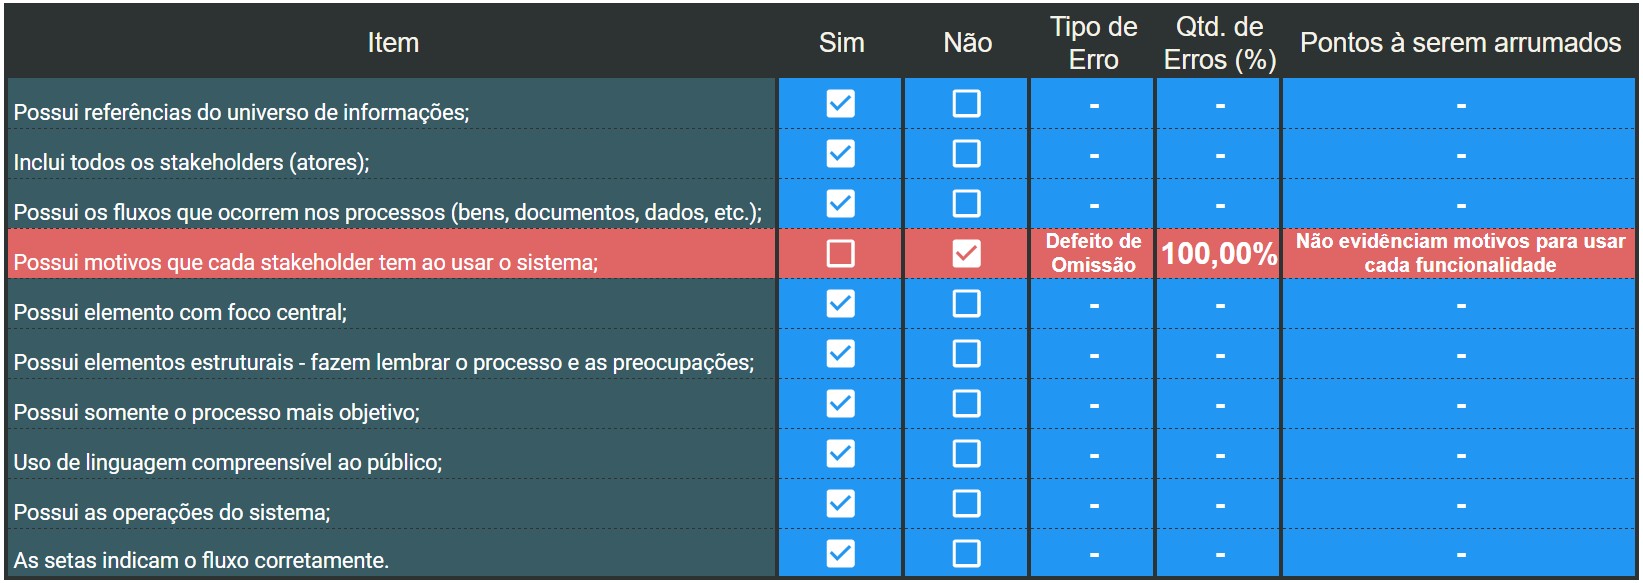 Item Sim Não Tipo de Erro Qtd. de Erros (%) Pontos à serem arrumados
Possui referências do universo de informações; - - -
Inclui todos os stakeholders (atores); - - -
Possui os fluxos que ocorrem nos processos (bens, documentos, dados, etc.); - - -
Possui motivos que cada stakeholder tem ao usar o sistema; Defeito de Omissão 100,00% Não evidênciam motivos para usar cada funcionalidade
Possui elemento com foco central; - - -
Possui elementos estruturais - fazem lembrar o processo e as preocupações; - - -
Possui somente o processo mais objetivo; - - -
Uso de linguagem compreensível ao público; - - -
Possui as operações do sistema; - - -
As setas indicam o fluxo corretamente. - - -